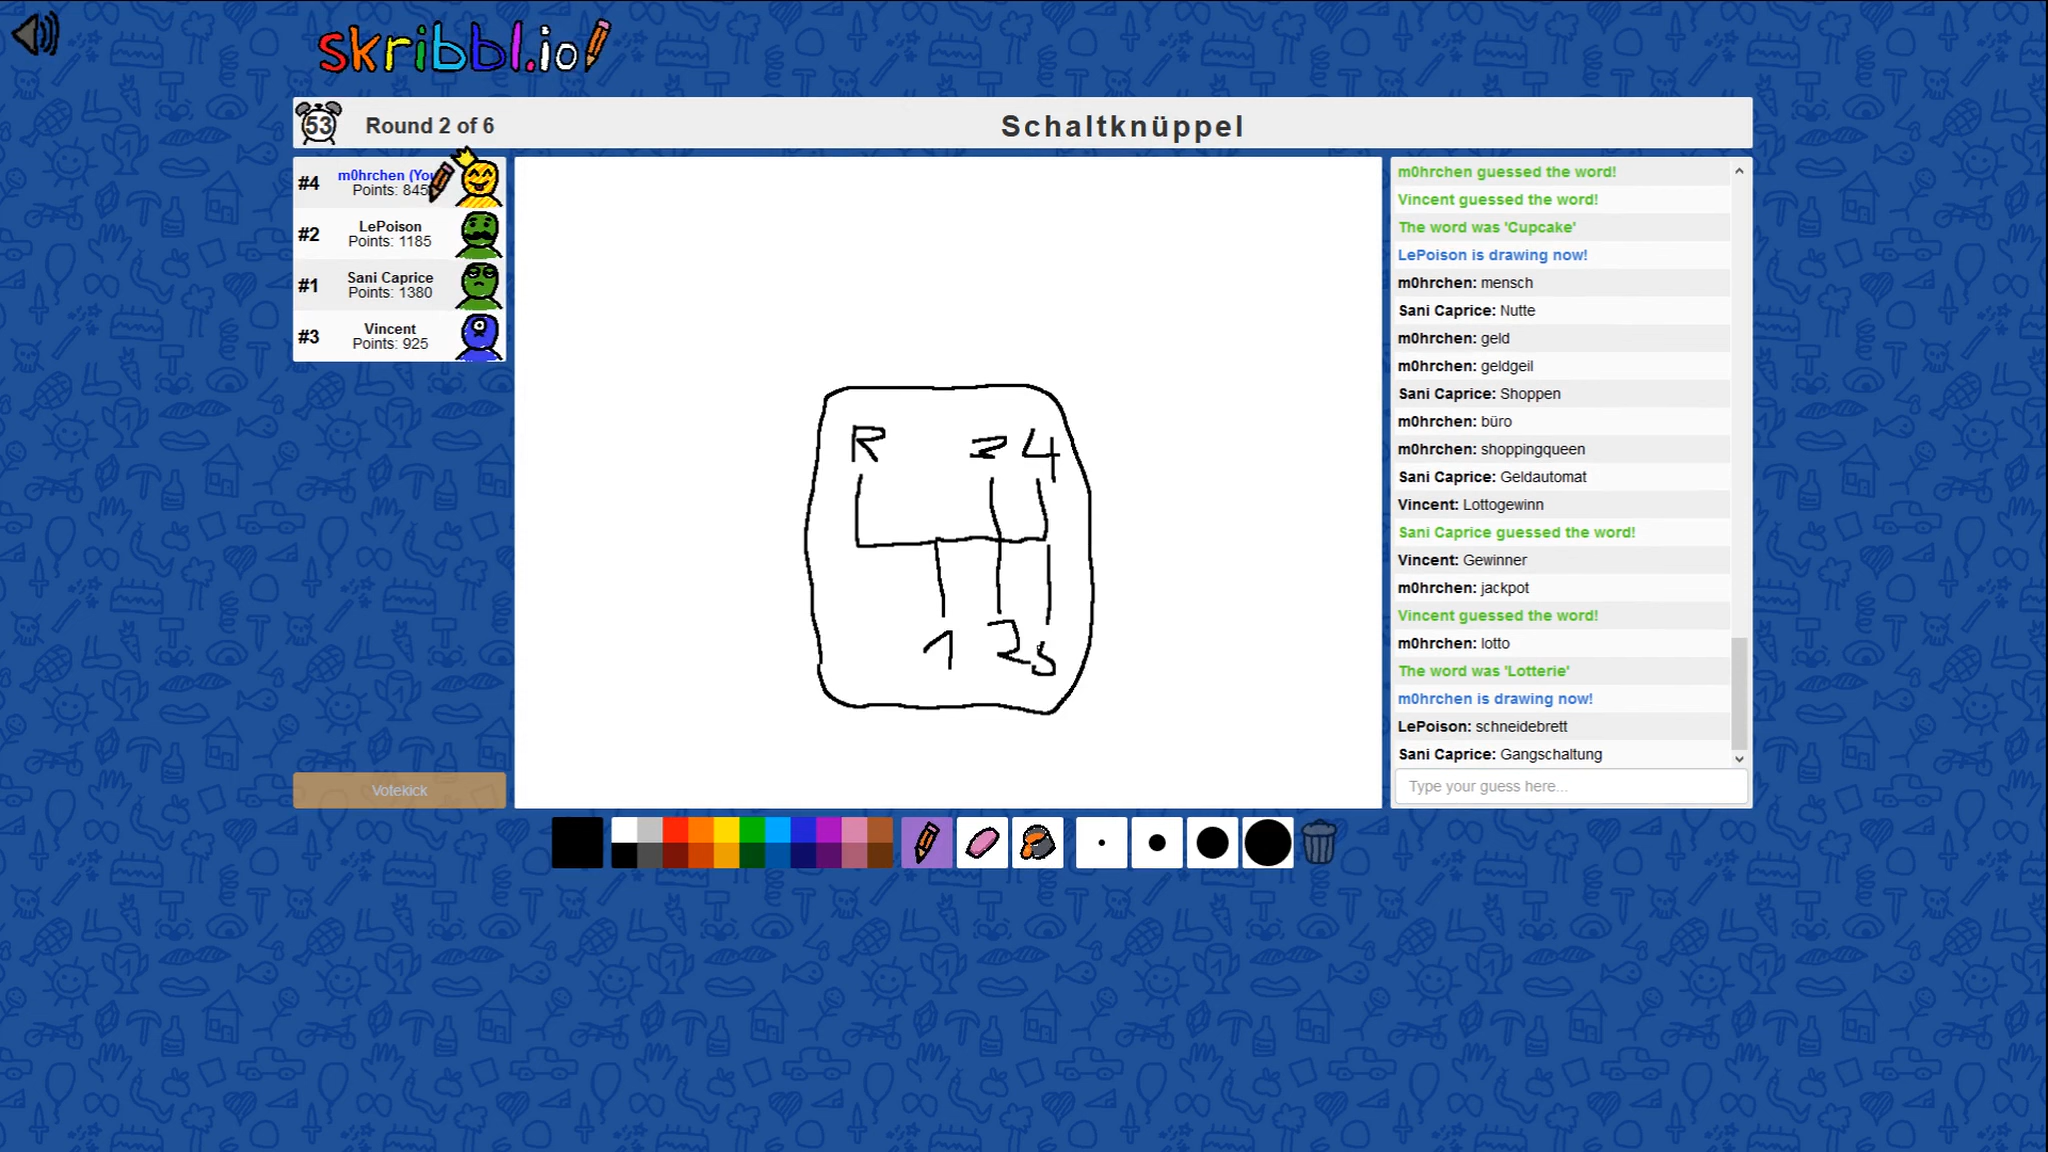 skribbl.io
53
Round 2 of 6
Schaltknüppel
#4
m0hrchen (You
Points: 845
#2
LePoison
Points: 1185
#1
Sani Caprice
Points: 1380
#3
Vincent
Points: 925
Votekick
R 2 4
1 2 5
m0hrchen guessed the word!
Vincent guessed the word!
The word was 'Cupcake'
LePoison is drawing now!
m0hrchen: mensch
Sani Caprice: Nutte
m0hrchen: geld
m0hrchen: geldgeil
Sani Caprice: Shoppen
m0hrchen: büro
m0hrchen: shoppingqueen
Sani Caprice: Geldautomat
Vincent: Lottogewinn
Sani Caprice guessed the word!
Vincent: Gewinner
m0hrchen: jackpot
Vincent guessed the word!
m0hrchen: lotto
The word was 'Lotterie'
m0hrchen is drawing now!
LePoison: schneidebrett
Sani Caprice: Gangschaltung
Type your guess here...